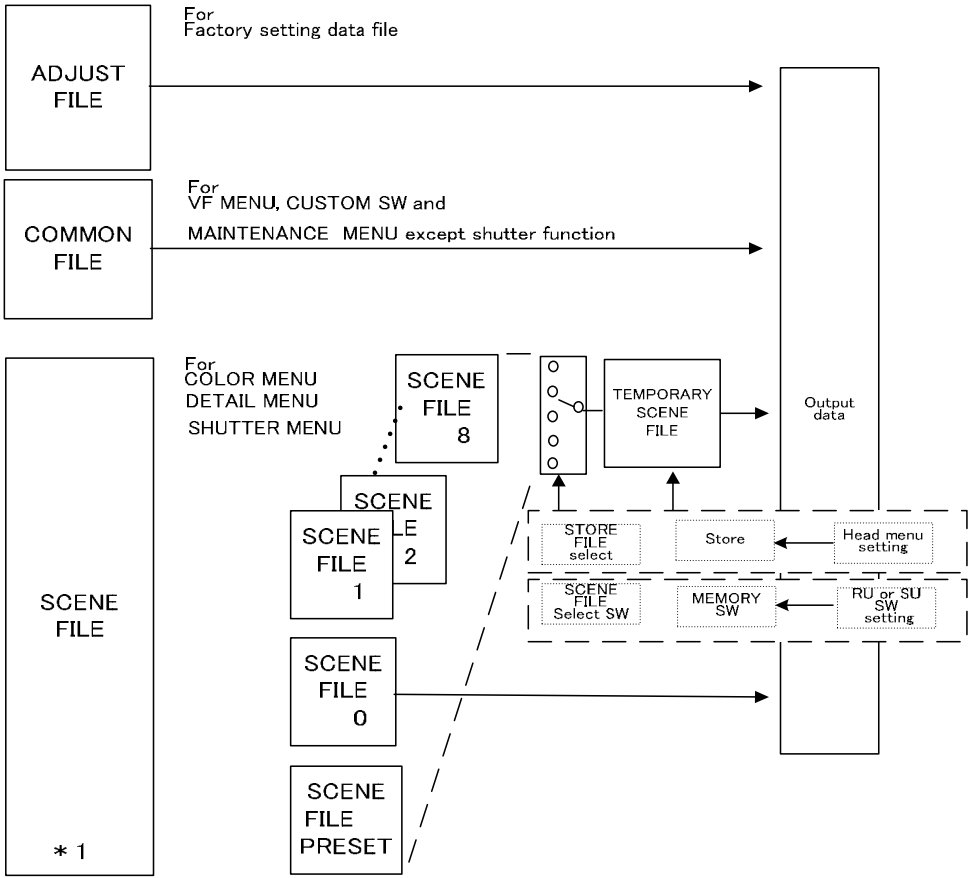 For
Factory setting data file
ADJUST
FILE
For
VF MENU, CUSTOM SW and
MAINTENANCE MENU except shutter function
COMMON
FILE
For
COLOR MENU
DETAIL MENU
SHUTTER MENU
SCENE
FILE
8
TEMPORARY
SCENE
FILE
Output
data
SCENE
FILE
2
SCENE
FILE
1
STORE
FILE
select
Store
Head menu
setting
SCENE
FILE
Select SW
MEMORY
SW
RU or SU
SW
setting
SCENE
FILE
*1
SCENE
FILE
0
SCENE
FILE
PRESET